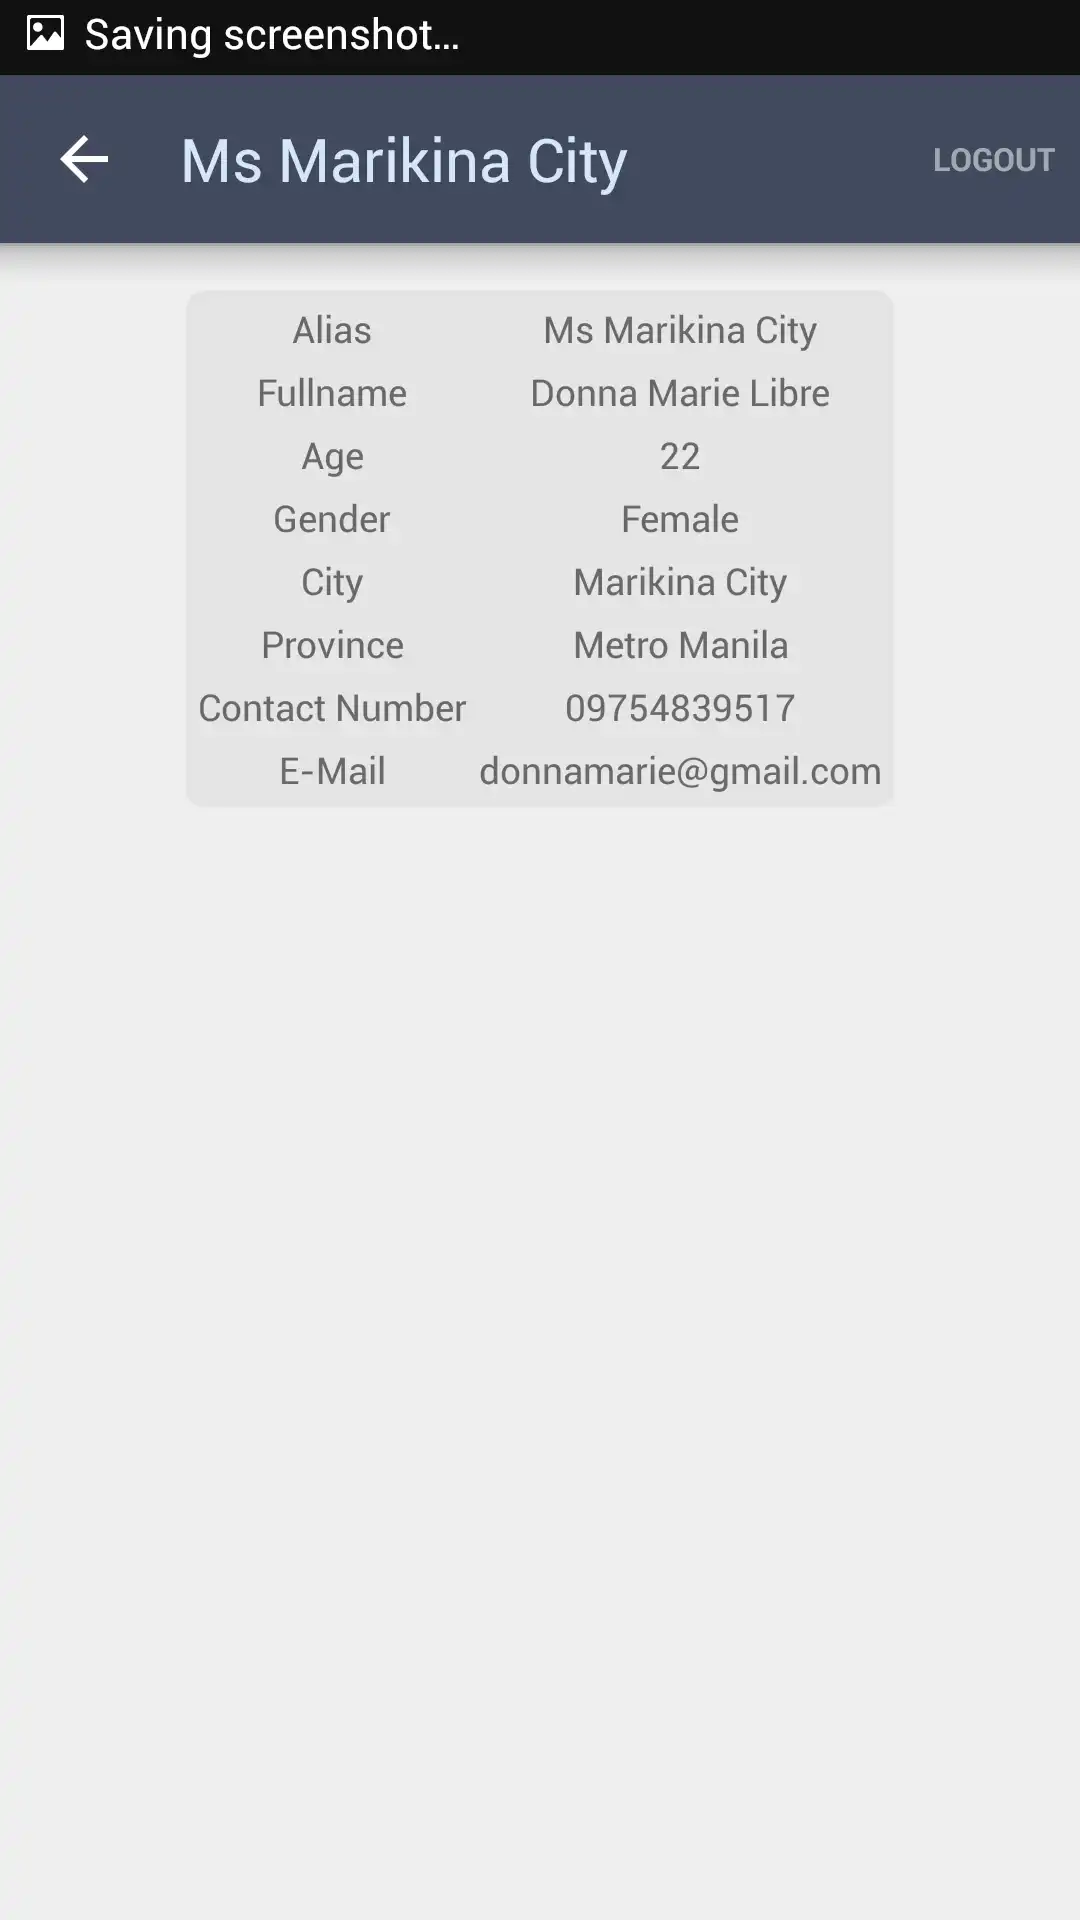 Saving screenshot...
Ms Marikina City LOGOUT
Alias Ms Marikina City
Fullname Donna Marie Libre
Age 22
Gender Female
City Marikina City
Province Metro Manila
Contact Number 09754839517
E-Mail donnamarie@gmail.com